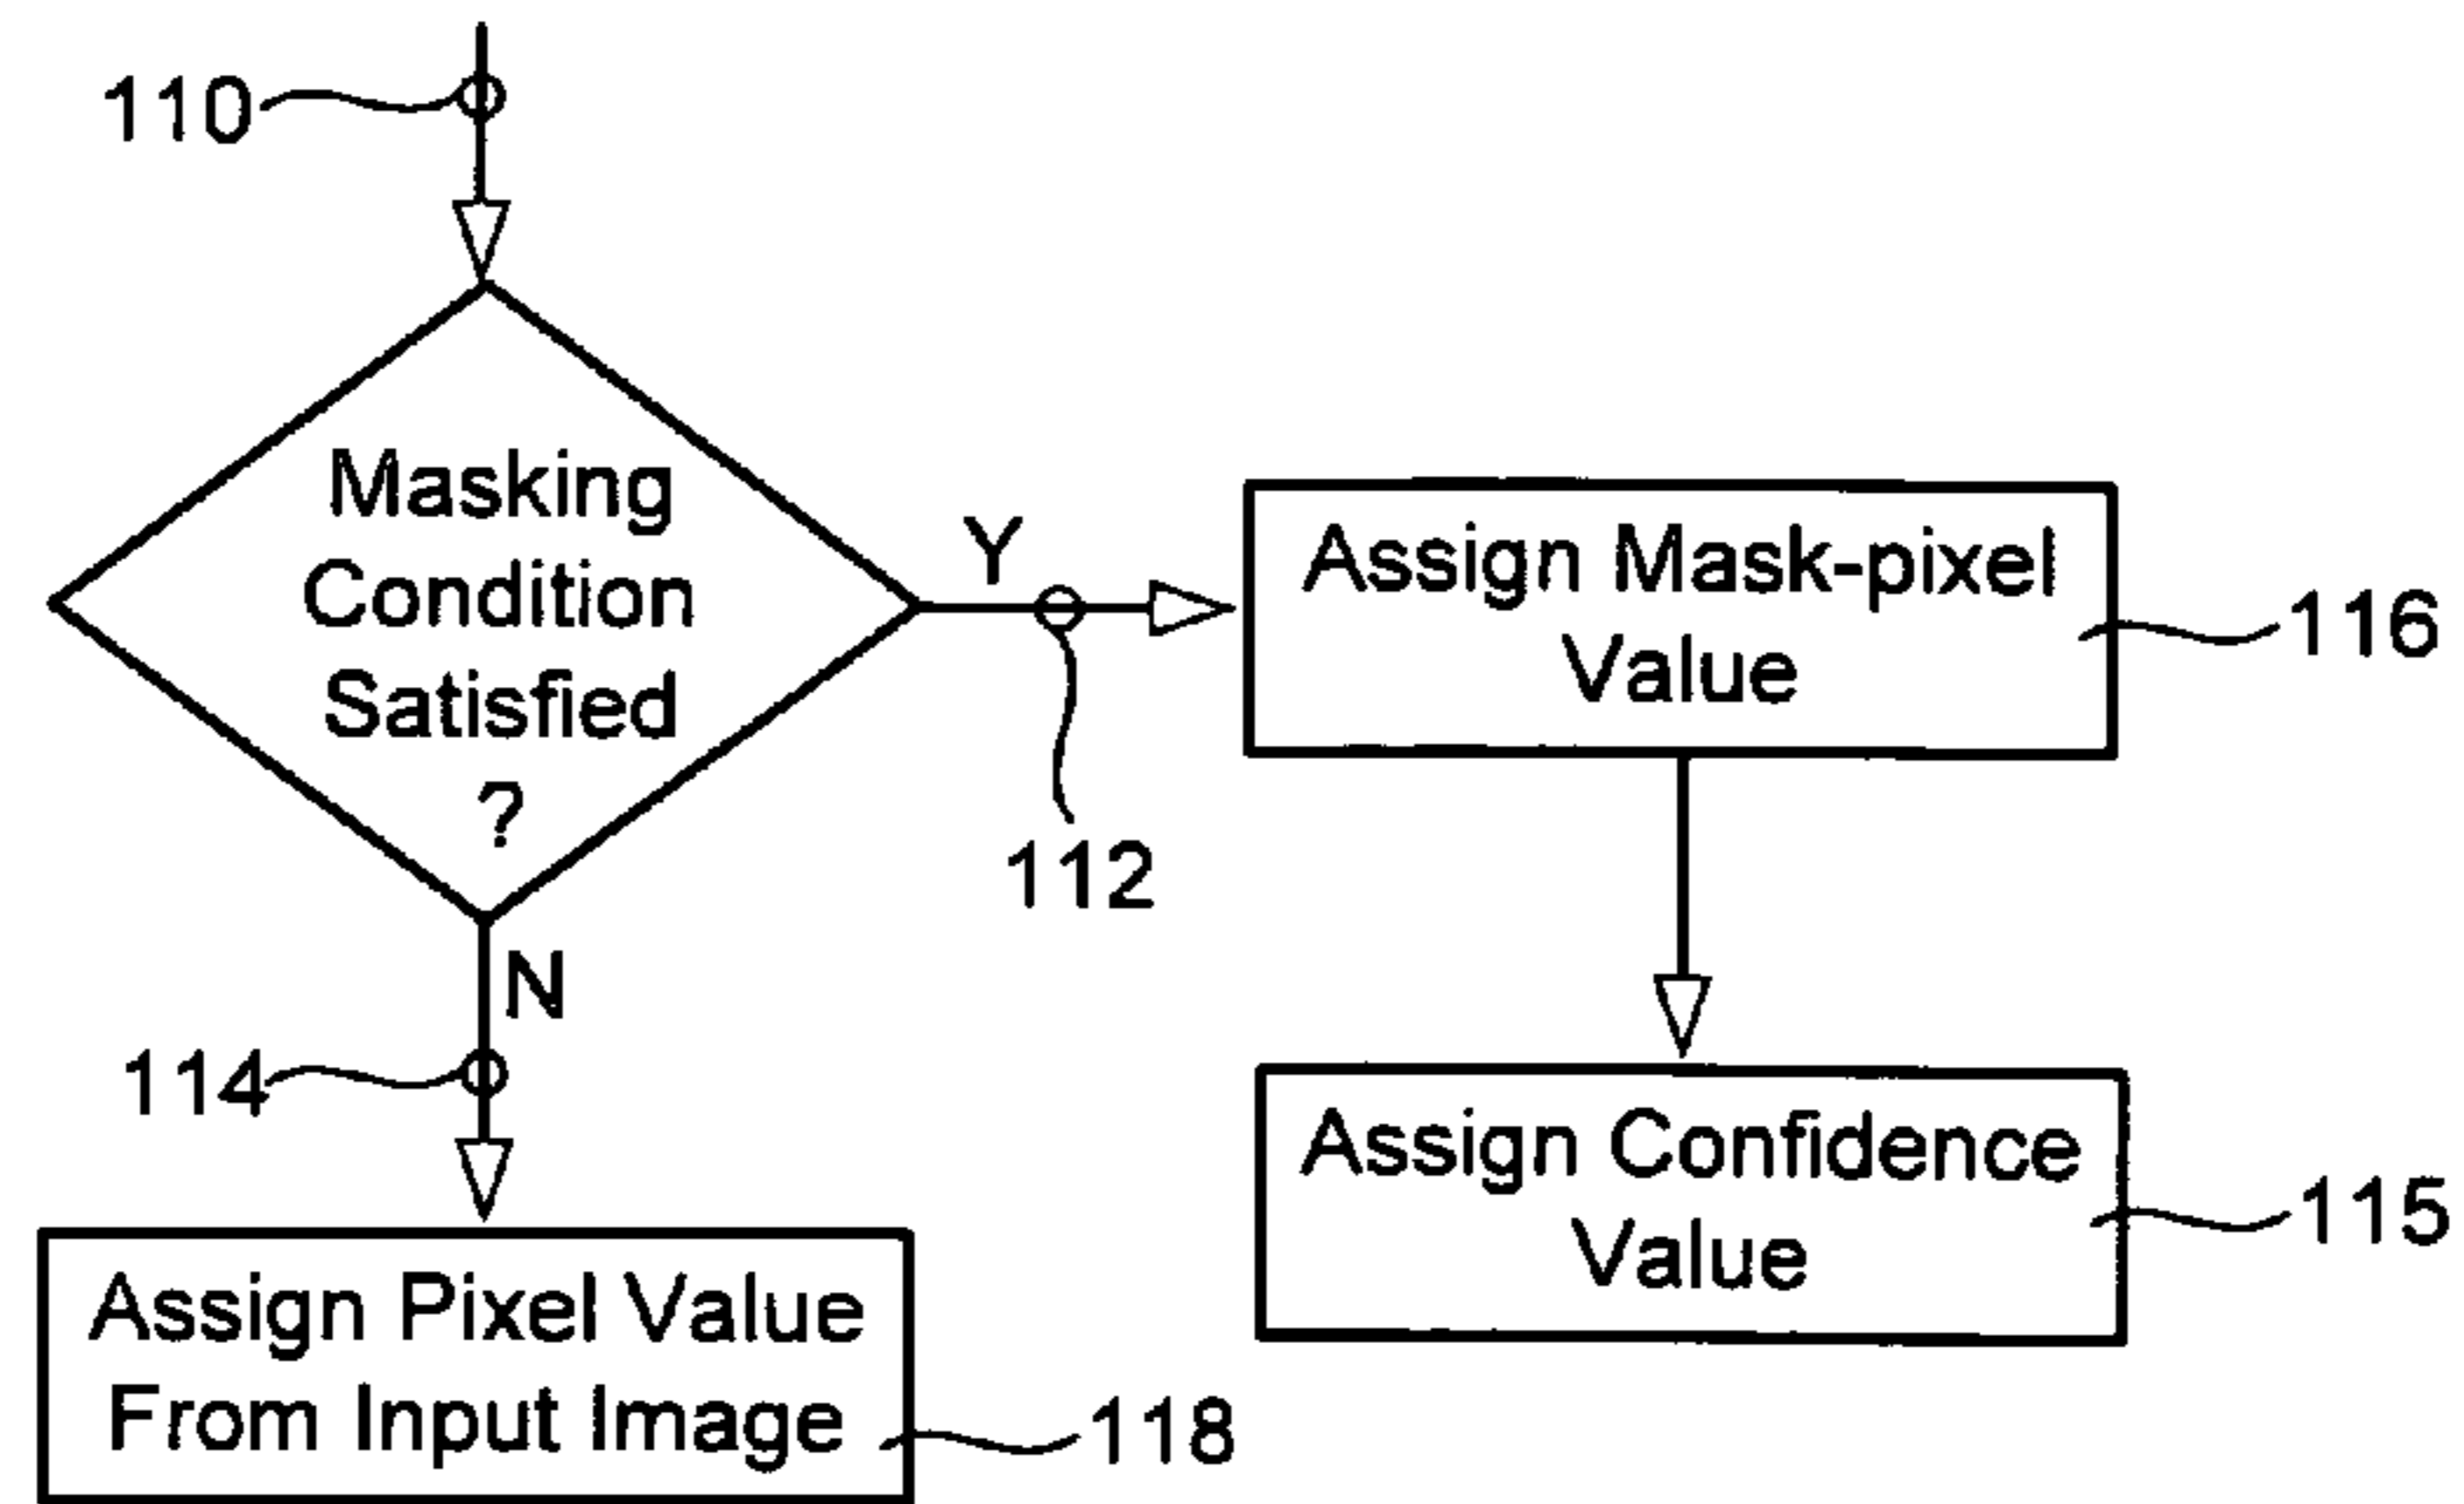 110
Masking
Condition
Satisfied
?
Y
112
Assign Mask-pixel
Value
116
N
114
Assign Confidence
Value
115
Assign Pixel Value
From Input Image
118